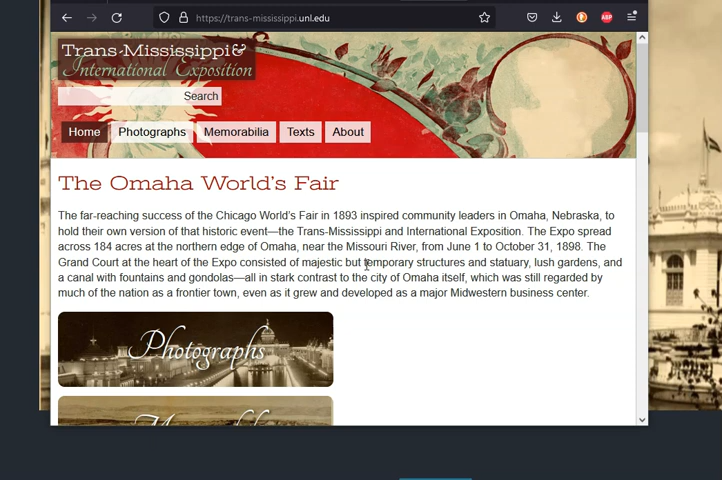 https://trans-mississippi.unl.edu
ABP
Trans-Mississippi &
International Exposition
Search
Home Photographs Memorabilia Texts About
The Omaha World's Fair
The far-reaching success of the Chicago World's Fair in 1893 inspired community leaders in Omaha, Nebraska, to
hold their own version of that historic event—the Trans-Mississippi and International Exposition. The Expo spread
across 184 acres at the northern edge of Omaha, near the Missouri River, from June 1 to October 31, 1898. The
Grand Court at the heart of the Expo consisted of majestic but temporary structures and statuary, lush gardens, and
a canal with fountains and gondolas—all in stark contrast to the city of Omaha itself, which was still regarded by
much of the nation as a frontier town, even as it grew and developed as a major Midwestern business center.
Photographs